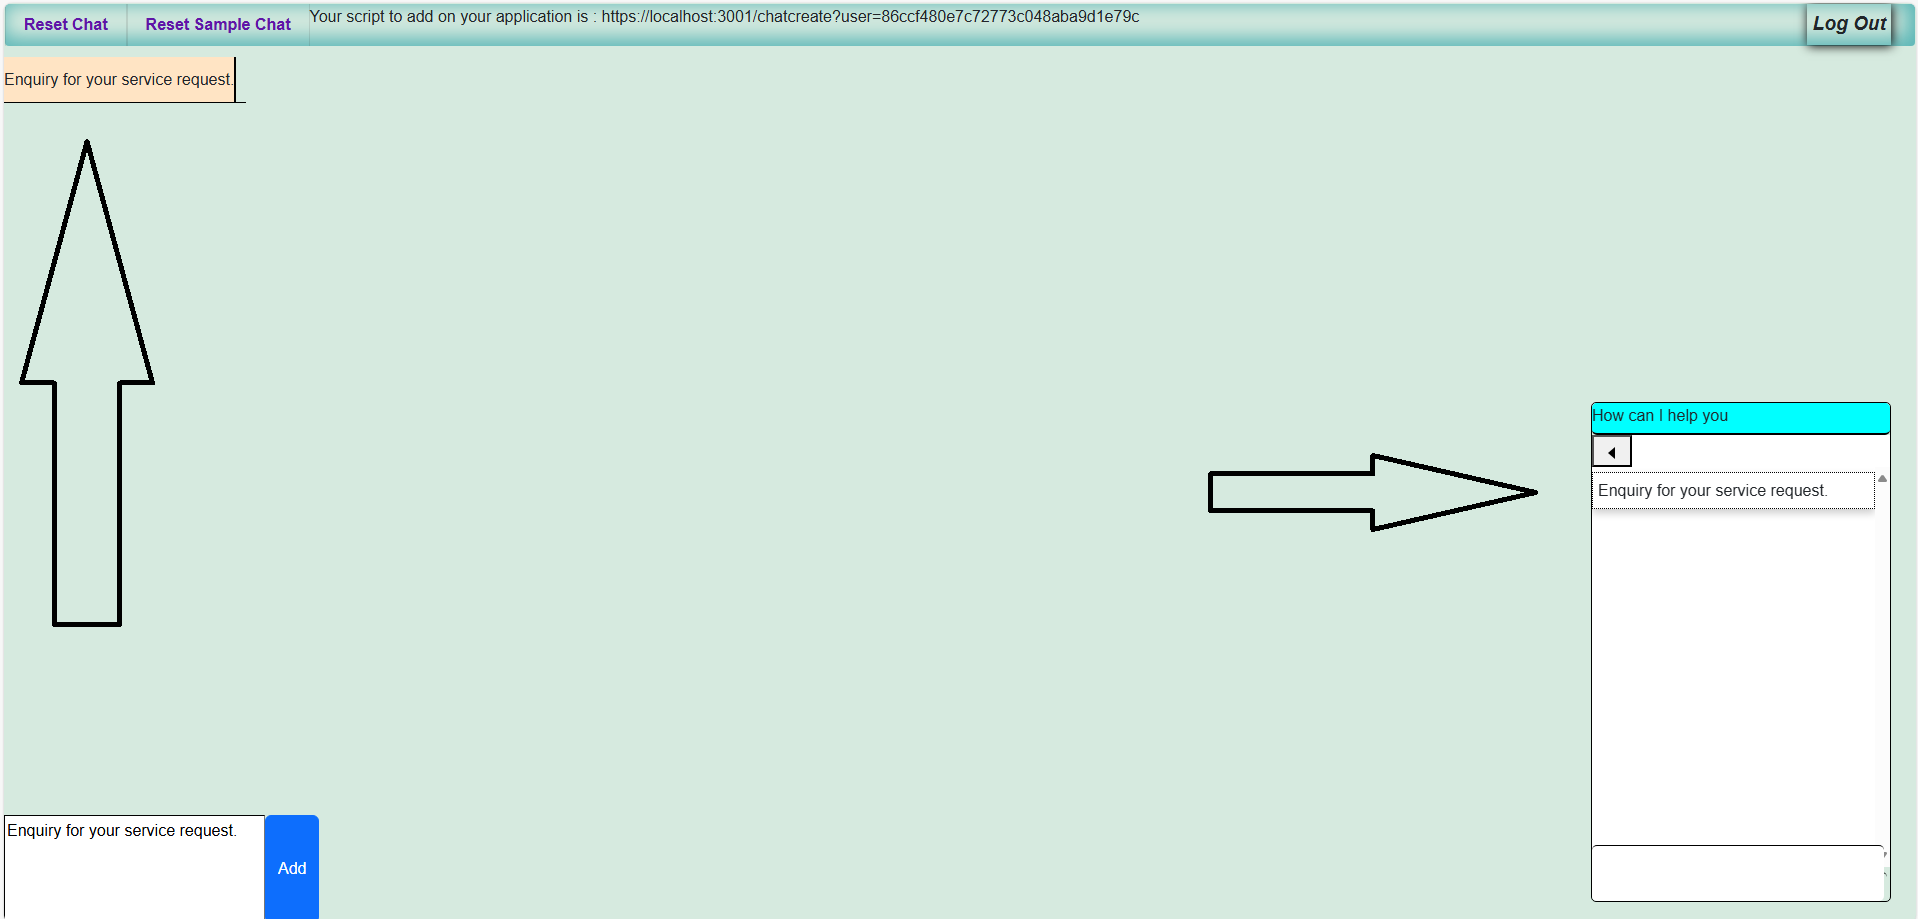 Reset Chat
Reset Sample Chat
Your script to add on your application is : https://localhost:3001/chatcreate?user=86ccf480e7c72773c048aba9d1e79c
Log Out
Enquiry for your service request.
How can I help you
Enquiry for your service request.
Enquiry for your service request.
Add